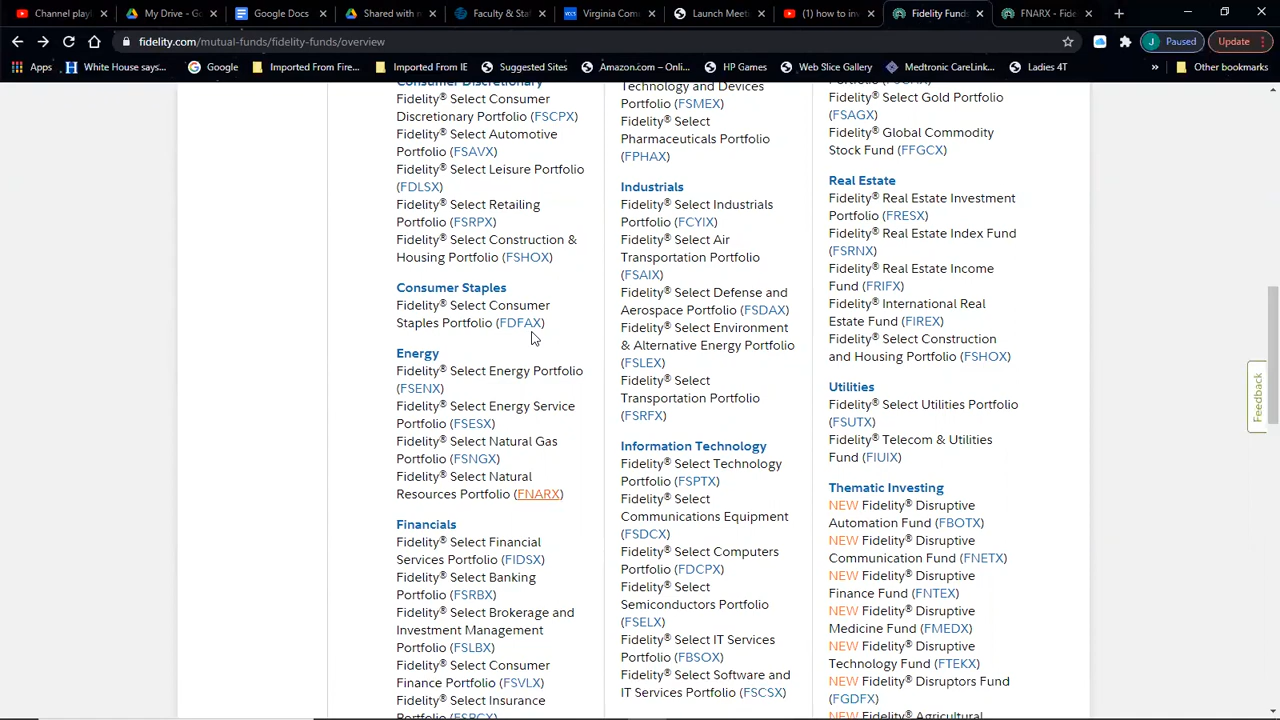 Channel playl
My Drive - Go
Google Docs
Shared with m
Faculty & Sta
Virginia Com
Launch Meeti
(1) how to in
Fidelity Fund
FNARX - Fide
fidelity.com/mutual-funds/fidelity-funds/overview
Paused
Update
Apps
White House says...
Google
Imported From Fire...
Imported From IE
Suggested Sites
Amazon.com – Onli...
HP Games
Web Slice Gallery
Medtronic CareLink...
Ladies 4T
»
Other bookmarks
Consumer Discretionary
Fidelity® Select Consumer
Discretionary Portfolio (FSCPX)
Fidelity® Select Automotive
Portfolio (FSAVX)
Fidelity® Select Leisure Portfolio
(FDLSX)
Fidelity® Select Retailing
Portfolio (FSRPX)
Fidelity® Select Construction &
Housing Portfolio (FSHOX)
Consumer Staples
Fidelity® Select Consumer
Staples Portfolio (FDFAX)
Energy
Fidelity® Select Energy Portfolio
(FSENX)
Fidelity® Select Energy Service
Portfolio (FSESX)
Fidelity® Select Natural Gas
Portfolio (FSNGX)
Fidelity® Select Natural
Resources Portfolio (FNARX)
Financials
Fidelity® Select Financial
Services Portfolio (FIDSX)
Fidelity® Select Banking
Portfolio (FSRBX)
Fidelity® Select Brokerage and
Investment Management
Portfolio (FSLBX)
Fidelity® Select Consumer
Finance Portfolio (FSVLX)
Fidelity® Select Insurance
Portfolio (FSPCX)
Technology and Devices
Portfolio (FSMEX)
Fidelity® Select
Pharmaceuticals Portfolio
(FPHAX)
Industrials
Fidelity® Select Industrials
Portfolio (FCYIX)
Fidelity® Select Air
Transportation Portfolio
(FSAIX)
Fidelity® Select Defense and
Aerospace Portfolio (FSDAX)
Fidelity® Select Environment
& Alternative Energy Portfolio
(FSLEX)
Fidelity® Select
Transportation Portfolio
(FSRFX)
Information Technology
Fidelity® Select Technology
Portfolio (FSPTX)
Fidelity® Select
Communications Equipment
(FSDCX)
Fidelity® Select Computers
Portfolio (FDCPX)
Fidelity® Select
Semiconductors Portfolio
(FSELX)
Fidelity® Select IT Services
Portfolio (FBSOX)
Fidelity® Select Software and
IT Services Portfolio (FSCSX)
Fidelity® Select Gold Portfolio
(FSAGX)
Fidelity® Global Commodity
Stock Fund (FFGCX)
Real Estate
Fidelity® Real Estate Investment
Portfolio (FRESX)
Fidelity® Real Estate Index Fund
(FSRNX)
Fidelity® Real Estate Income
Fund (FRIFX)
Fidelity® International Real
Estate Fund (FIREX)
Fidelity® Select Construction
and Housing Portfolio (FSHOX)
Utilities
Fidelity® Select Utilities Portfolio
(FSUTX)
Fidelity® Telecom & Utilities
Fund (FIUIX)
Thematic Investing
NEW Fidelity® Disruptive
Automation Fund (FBOTX)
NEW Fidelity® Disruptive
Communication Fund (FNETX)
NEW Fidelity® Disruptive
Finance Fund (FNTEX)
NEW Fidelity® Disruptive
Medicine Fund (FMEDX)
NEW Fidelity® Disruptive
Technology Fund (FTEKX)
NEW Fidelity® Disruptors Fund
(FGDFX)
NEW Fidelity® Agricultural
Feedback